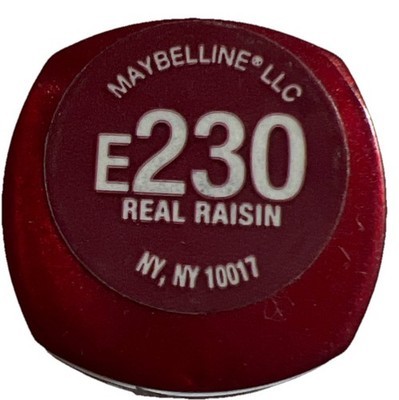 MAYBELLINE® LLC
E230
REAL RAISIN
NY, NY 10017